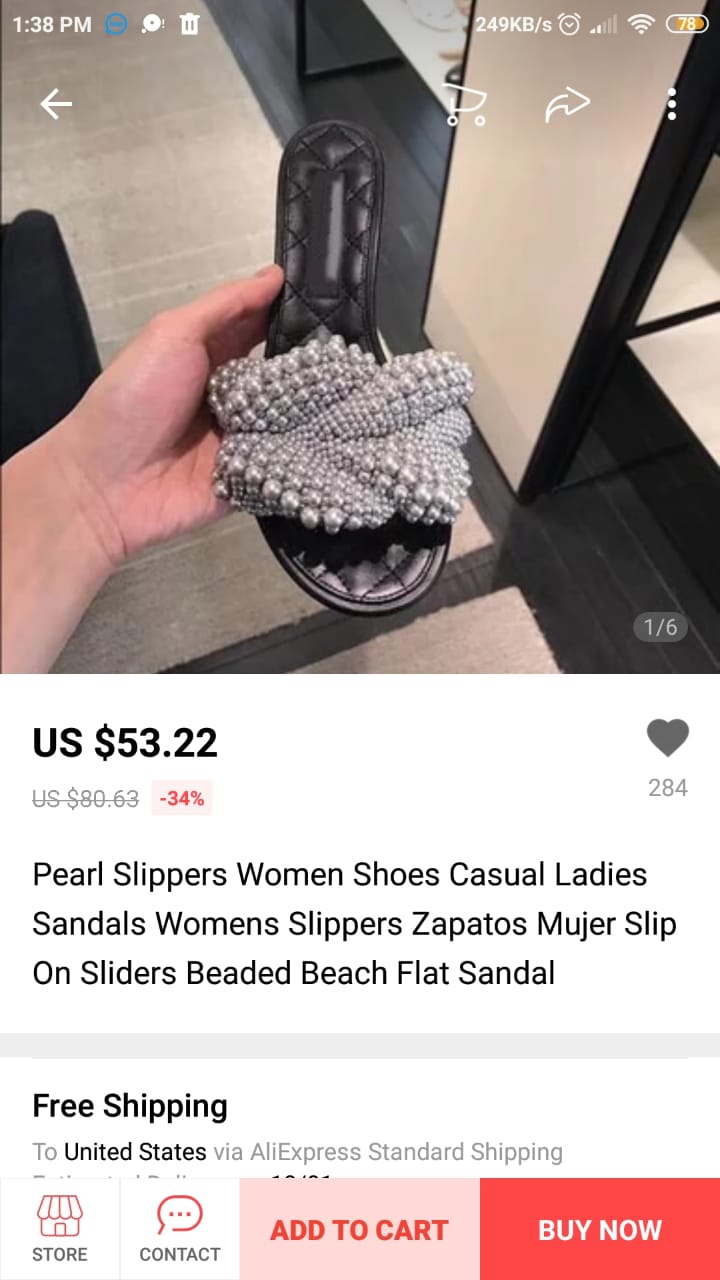 1:38 PM
249KB/s
78
1/6
US $53.22
284
US $80.63 -34%
Pearl Slippers Women Shoes Casual Ladies
Sandals Womens Slippers Zapatos Mujer Slip
On Sliders Beaded Beach Flat Sandal
Free Shipping
To United States via AliExpress Standard Shipping
STORE
CONTACT
ADD TO CART
BUY NOW